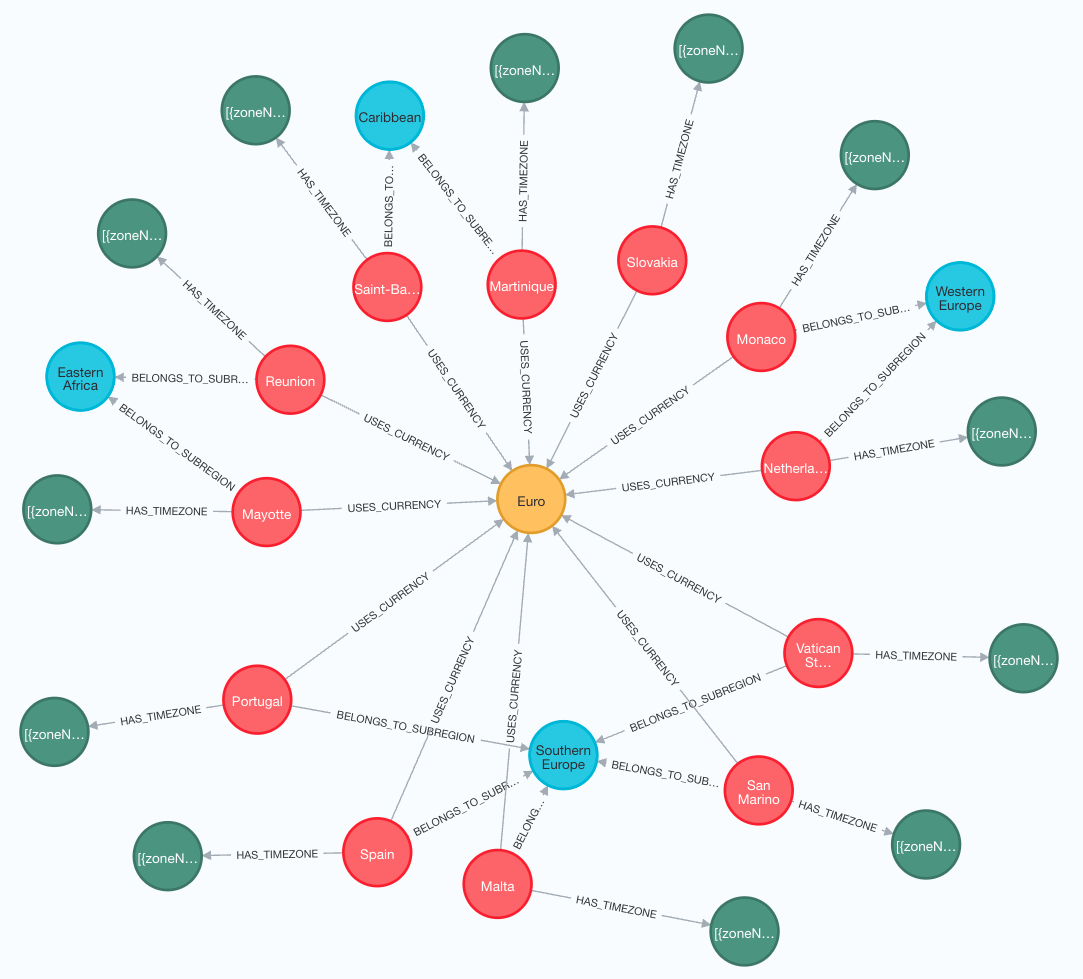 [{zoneN…
[{zoneN…
[{zoneN…
Caribbean
[{zoneN…
HAS_TIMEZONE
HAS_TIMEZONE
HAS_TIMEZONE
BELONGS_TO…
BELONGS_TO_SUBRE…
HAS_TIMEZONE
[{zoneN…
Slovakia
Saint-Ba…
Martinique
Western
Europe
HAS_TIMEZONE
BELONGS_TO_SUB…
Monaco
Eastern
Africa
BELONGS_TO_SUBR…
Reunion
USES_CURRENCY
USES_CURRENCY
USES_CURRENCY
USES_CURRENCY
BELONGS_TO_SUBREGION
BELONGS_TO_SUBREGION
USES_CURRENCY
[{zoneN…
HAS_TIMEZONE
Netherla…
USES_CURRENCY
Euro
[{zoneN…
HAS_TIMEZONE
Mayotte
USES_CURRENCY
USES_CURRENCY
USES_CURRENCY
USES_CURRENCY
Vatican
St…
HAS_TIMEZONE
[{zoneN…
USES_CURRENCY
USES_CURRENCY
Portugal
BELONGS_TO_SUBREGION
HAS_TIMEZONE
[{zoneN…
BELONGS_TO_SUBREGION
Southern
Europe
BELONGS_TO_SUB…
San
Marino
BELONGS_TO_SUBR…
BELONG…
HAS_TIMEZONE
[{zoneN…
[{zoneN…
HAS_TIMEZONE
Spain
Malta
HAS_TIMEZONE
[{zoneN…